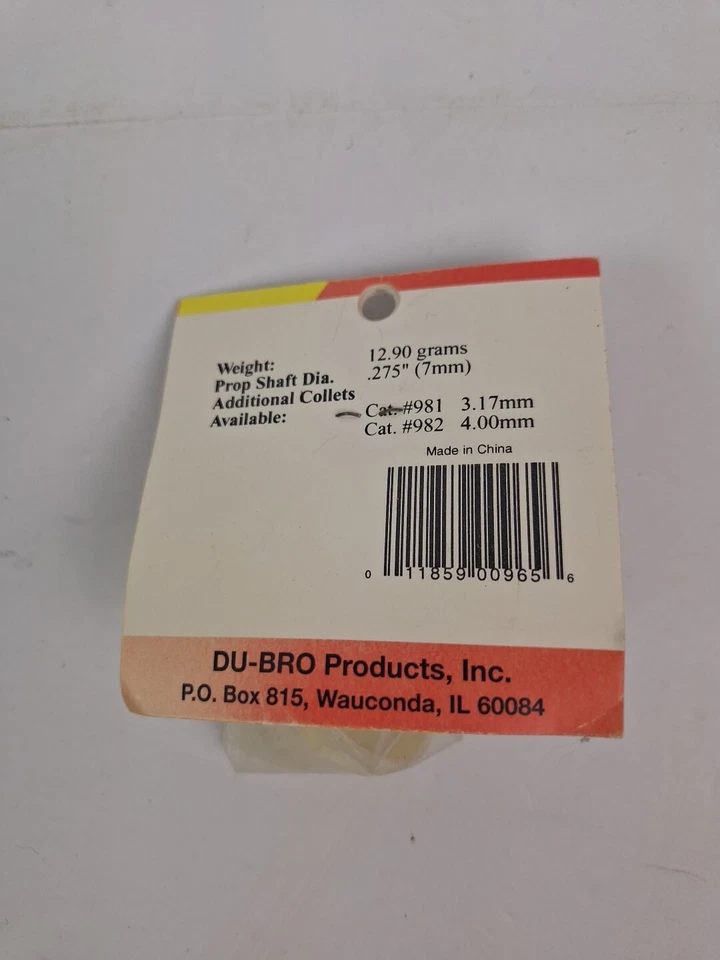 Weight: 12.90 grams
Prop Shaft Dia. .275" (7mm)
Additional Collets
Available: Cat. #981 3.17mm
Cat. #982 4.00mm
Made in China
0 11859 00965 6
DU-BRO Products, Inc.
P.O. Box 815, Wauconda, IL 60084